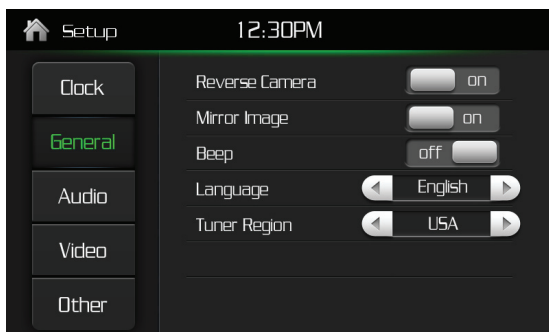 Setup 12:30PM
Clock
General
Audio
Video
Other
Reverse Camera on
Mirror Image on
Beep off
Language English
Tuner Region USA